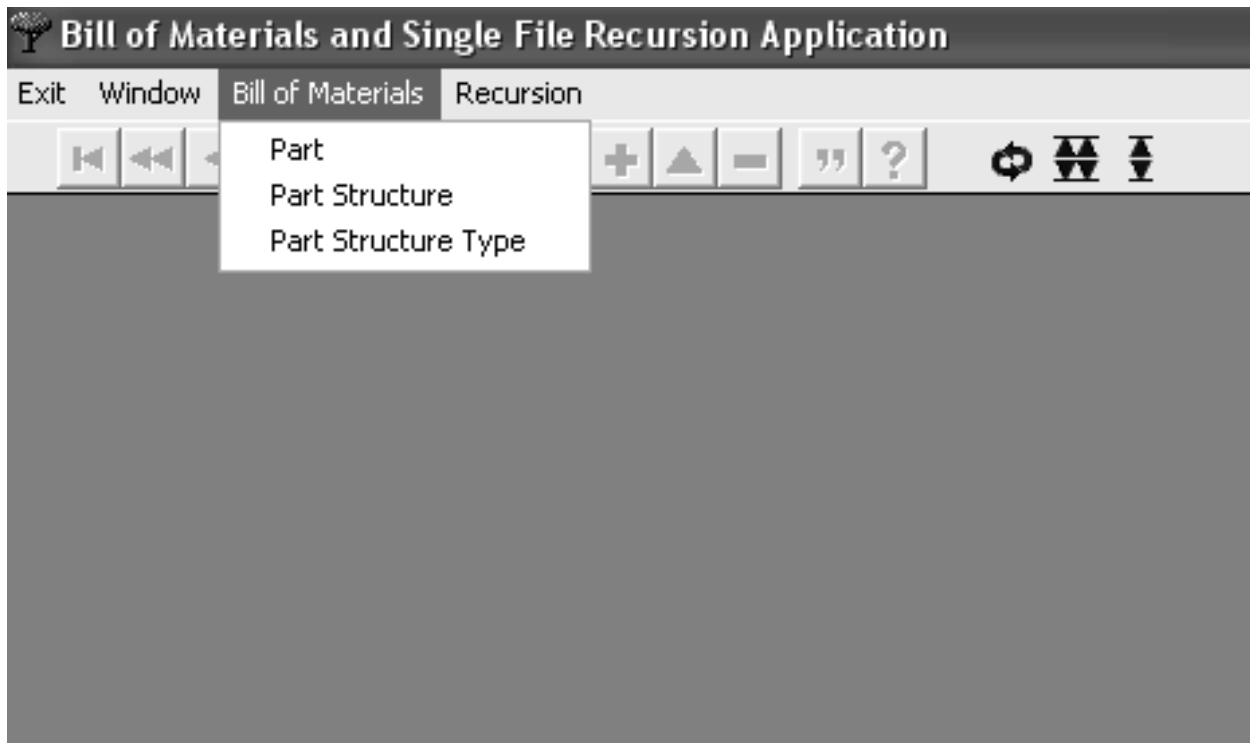 Bill of Materials and Single File Recursion Application
Exit Window Bill of Materials Recursion
Part
Part Structure
Part Structure Type